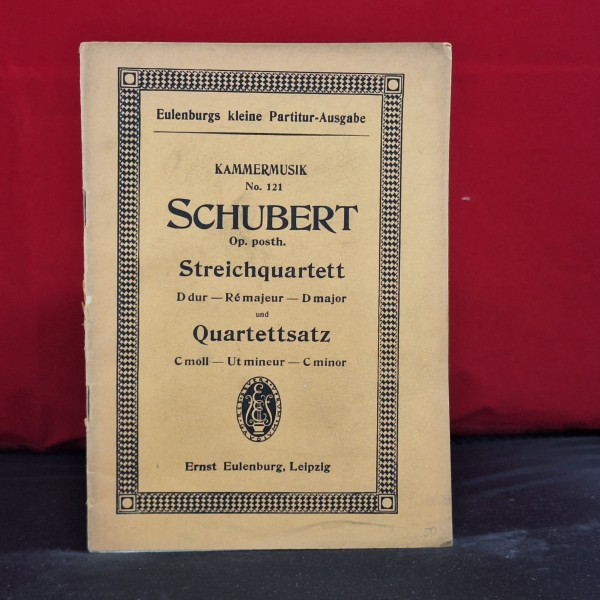 Eulenburgs kleine Partitur-Ausgabe
KAMMERMUSIK
No. 121
SCHUBERT
Op. posth.
Streichquartett
D dur — Ré majeur — D major
und
Quartettsatz
C moll — Ut mineur — C minor
Ernst Eulenburg, Leipzig